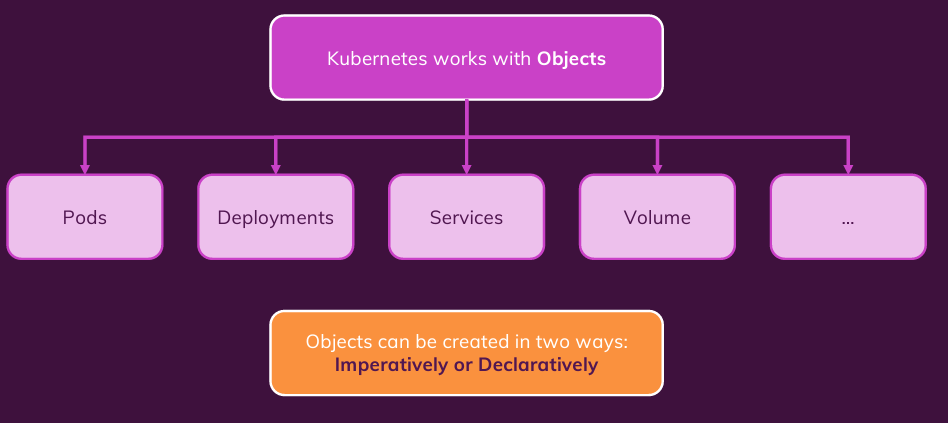 Kubernetes works with Objects
Pods
Deployments
Services
Volume
...
Objects can be created in two ways:
Imperatively or Declaratively